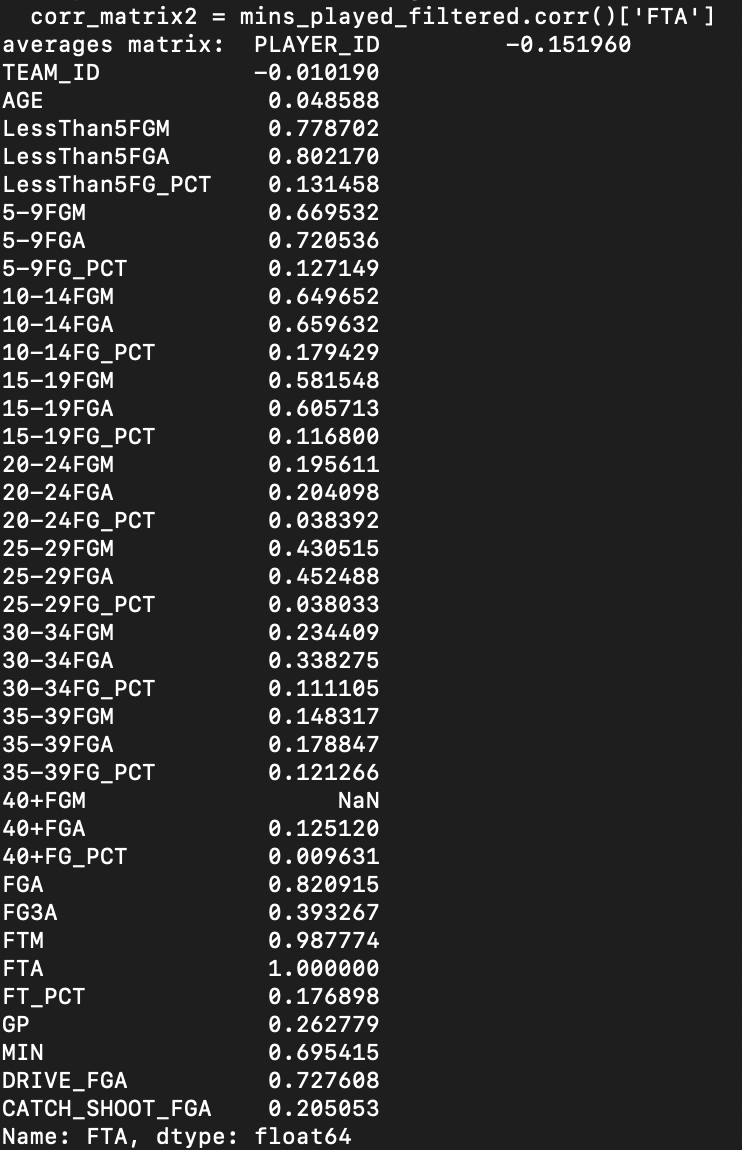 corr_matrix2 = mins_played_filtered.corr()['FTA']
averages matrix:  PLAYER_ID          -0.151960
TEAM_ID           -0.010190
AGE                0.048588
LessThan5FGM       0.778702
LessThan5FGA       0.802170
LessThan5FG_PCT    0.131458
5-9FGM             0.669532
5-9FGA             0.720536
5-9FG_PCT          0.127149
10-14FGM           0.649652
10-14FGA           0.659632
10-14FG_PCT        0.179429
15-19FGM           0.581548
15-19FGA           0.605713
15-19FG_PCT        0.116800
20-24FGM           0.195611
20-24FGA           0.204098
20-24FG_PCT        0.038392
25-29FGM           0.430515
25-29FGA           0.452488
25-29FG_PCT        0.038033
30-34FGM           0.234409
30-34FGA           0.338275
30-34FG_PCT        0.111105
35-39FGM           0.148317
35-39FGA           0.178847
35-39FG_PCT        0.121266
40+FGM                  NaN
40+FGA             0.125120
40+FG_PCT          0.009631
FGA                0.820915
FG3A               0.393267
FTM                0.987774
FTA                1.000000
FT_PCT             0.176898
GP                 0.262779
MIN                0.695415
DRIVE_FGA          0.727608
CATCH_SHOOT_FGA    0.205053
Name: FTA, dtype: float64